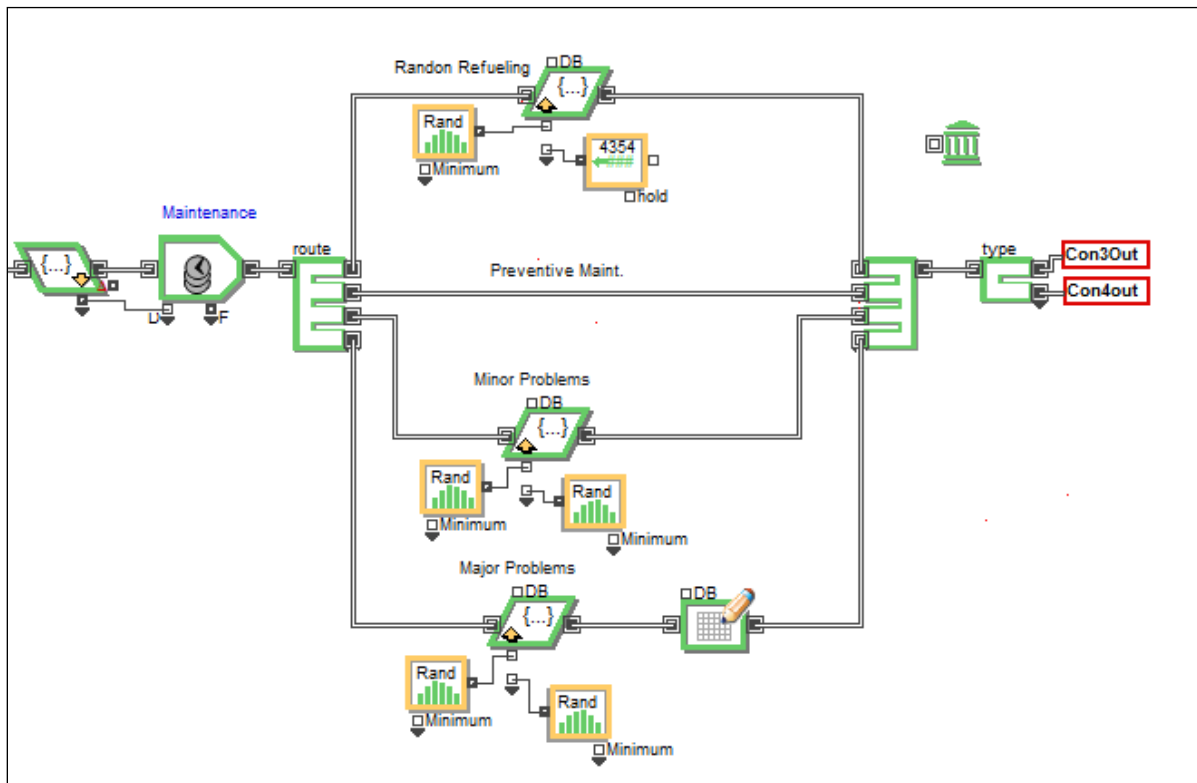 Randon Refueling
DB
{...}
Rand
Minimum
4354
hold
Maintenance
{...}
F
route
Preventive Maint.
type
Con3Out
Con4out
Minor Problems
DB
{...}
Rand
Minimum
Rand
Minimum
Major Problems
DB
{...}
DB
Rand
Minimum
Rand
Minimum